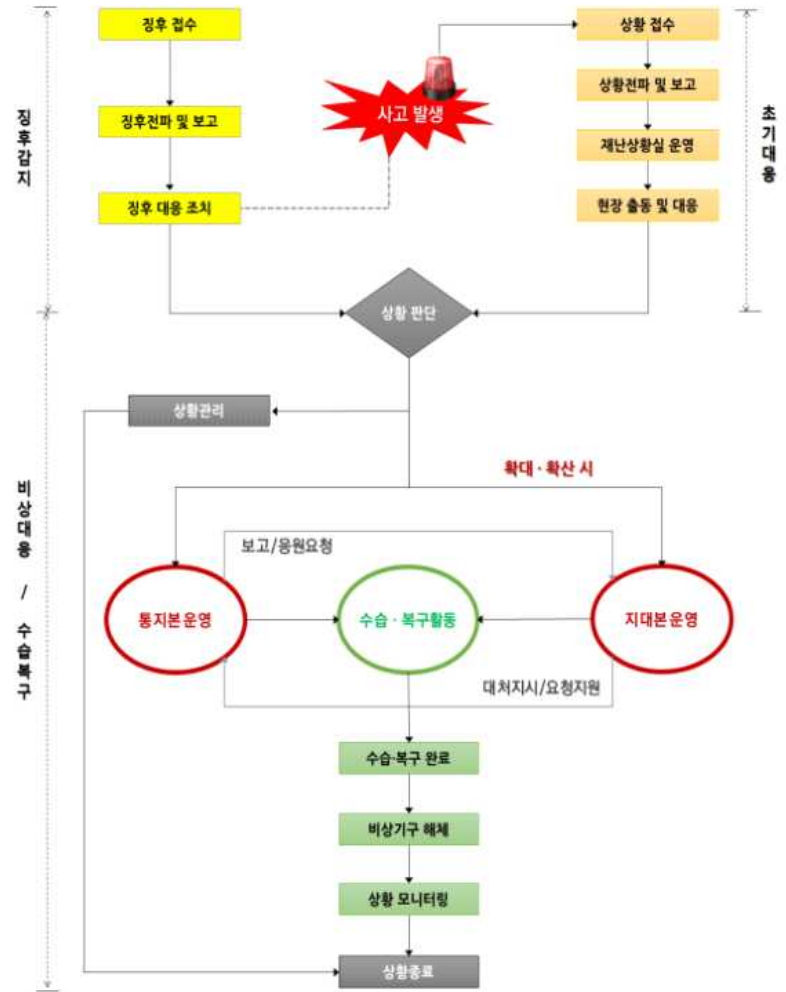 징후감지
징후 접수
징후전파 및 보고
징후 대응 조치
사고 발생
상황 접수
상황전파 및 보고
재난상황실 운영
현장 출동 및 대응
초기대응
상황 판단
상황관리
확대·확산 시
비상대응 / 수습복구
보고/응원요청
통지본운영
수습·복구활동
지대본운영
대처지시/요청지원
수습·복구 완료
비상기구 해체
상황 모니터링
상황종료